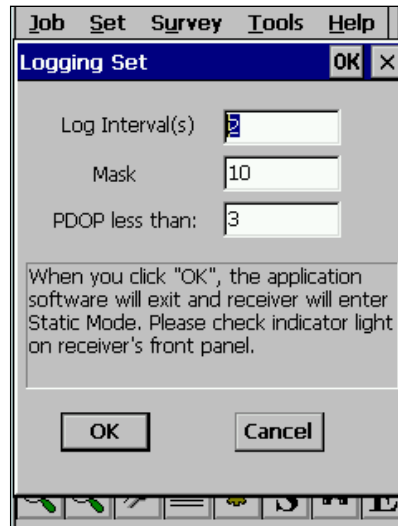 Job Set Survey Tools Help
Logging Set OK ×
Log Interval(s) 2
Mask 10
PDOP less than: 3
When you click "OK", the application
software will exit and receiver will enter
Static Mode. Please check indicator light
on receiver's front panel.
OK Cancel
S E